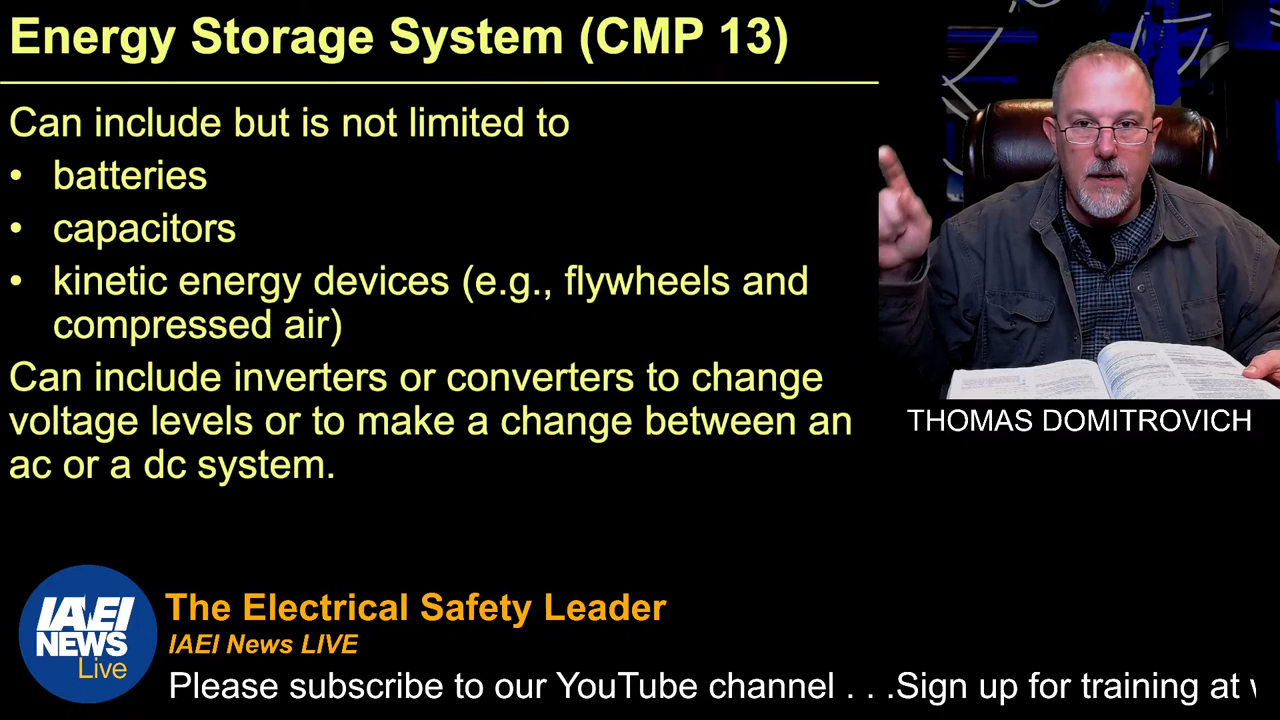 Energy Storage System (CMP 13)
Can include but is not limited to
• batteries
• capacitors
• kinetic energy devices (e.g., flywheels and
compressed air)
Can include inverters or converters to change
voltage levels or to make a change between an
ac or a dc system.
THOMAS DOMITROVICH
IAEI
NEWS
Live
The Electrical Safety Leader
IAEI News LIVE
Please subscribe to our YouTube channel . . .Sign up for training at